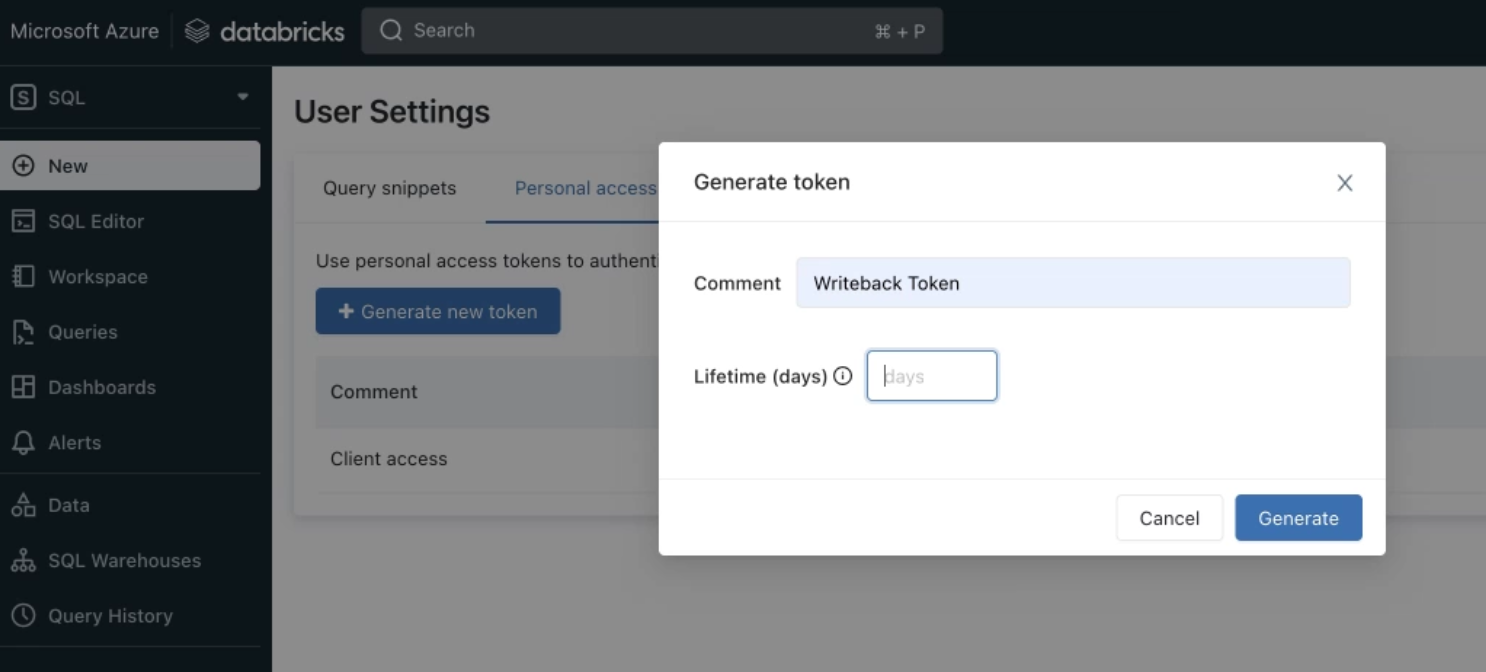 Microsoft Azure databricks Search ⌘ + P
SQL
New
SQL Editor
Workspace
Queries
Dashboards
Alerts
Data
SQL Warehouses
Query History
User Settings
Query snippets Personal access
Use personal access tokens to authenti
+ Generate new token
Comment
Client access
Generate token
Comment Writeback Token
Lifetime (days) days
Cancel Generate